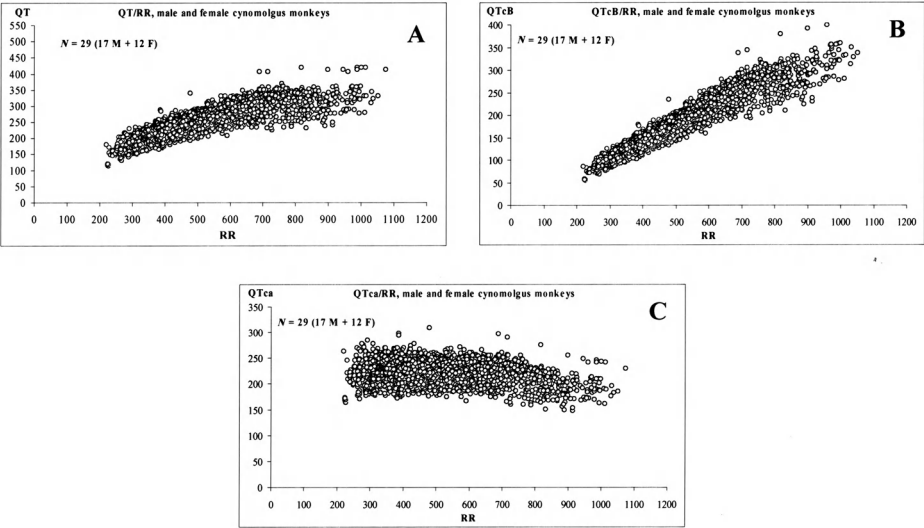 QT QT/RR, male and female cynomolgus monkeys
A
N = 29 (17 M + 12 F)
550
500
450
400
350
300
250
200
150
100
50
0
0 100 200 300 400 500 600 700 800 900 1000 1100 1200
RR
QTcB QTcB/RR, male and female cynomolgus monkeys
B
N = 29 (17 M + 12 F)
400
350
300
250
200
150
100
50
0
0 100 200 300 400 500 600 700 800 900 1000 1100 1200
RR
QTca QTca/RR, male and female cynomolgus monkeys
C
N = 29 (17 M + 12 F)
350
300
250
200
150
100
50
0
0 100 200 300 400 500 600 700 800 900 1000 1100 1200
RR